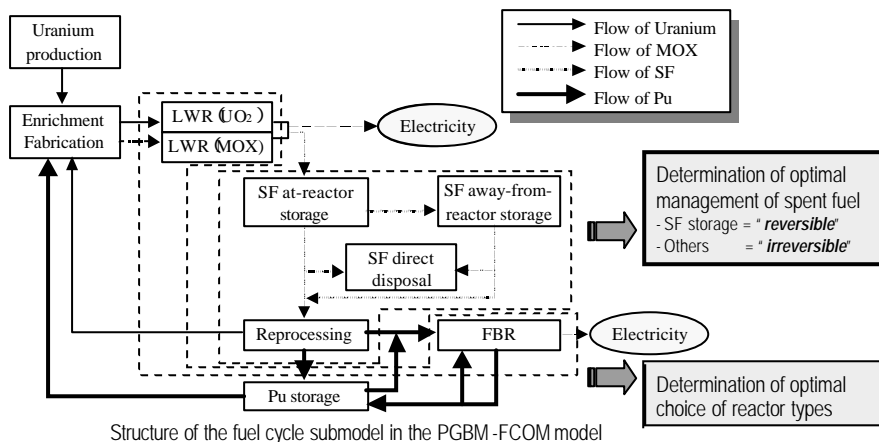 Uranium
production
Enrichment
Fabrication
LWR (UO2 )
LWR (MOX)
Electricity
Flow of Uranium
Flow of MOX
Flow of SF
Flow of Pu
SF at-reactor
storage
SF away-from-
reactor storage
SF direct
disposal
Determination of optimal
management of spent fuel
- SF storage = “ reversible”
- Others = “ irreversible”
Reprocessing
FBR
Electricity
Pu storage
Determination of optimal
choice of reactor types
Structure of the fuel cycle submodel in the PGBM -FCOM model